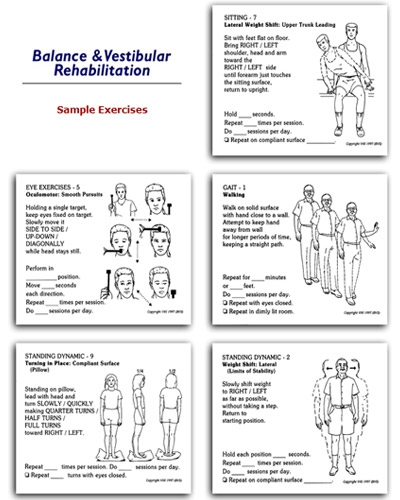 Balance & Vestibular
Rehabilitation
Sample Exercises
SITTING - 7
Lateral Weight Shift: Upper Trunk Leading
Sit with feet flat on floor.
Bring RIGHT / LEFT
shoulder, head and arm
toward the
RIGHT / LEFT side
until forearm just touches
the sitting surface,
return to upright.
Hold ____ seconds.
Repeat ____ times per session.
Do ____ sessions per day.
❑ Repeat on compliant surface ________.
Copyright VHI 1997
EYE EXERCISES - 5
Oculomotor: Smooth Pursuits
Holding a single target,
keep eyes fixed on target.
Slowly move it
SIDE TO SIDE /
UP-DOWN /
DIAGONALLY
while head stays still.
Perform in
________ position.
Move ____ seconds
each direction.
Repeat ____ times per session.
Do ____ sessions per day.
Copyright VHI 1997
GAIT - 1
Walking
Walk on solid surface
with hand close to a wall.
Attempt to keep hand
away from wall
for longer periods of time,
keeping a straight path.
Repeat for ____ minutes
or ____ feet.
Do ____ sessions per day.
❑ Repeat with eyes closed.
❑ Repeat in dimly lit room.
Copyright VHI 1997
STANDING DYNAMIC - 9
Turning in Place: Compliant Surface
(Pillow)
1/4
1/2
Standing on pillow,
lead with head and
turn SLOWLY / QUICKLY
making QUARTER TURNS /
HALF TURNS /
FULL TURNS
toward RIGHT / LEFT.
Repeat ____ times per session. Do ____ sessions per day.
❑ Repeat ____ turns with eyes closed.
Copyright VHI 1997
STANDING DYNAMIC - 2
Weight Shift: Lateral
(Limits of Stability)
Slowly shift weight
to RIGHT / LEFT
as far as possible,
without taking a step.
Return to
starting position.
Hold each position ____ seconds.
Repeat ____ times per session.
Do ____ sessions per day.
❑ Repeat on compliant surface ________.
Copyright VHI 1997